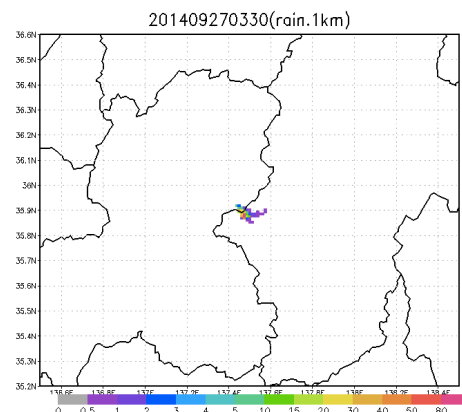 201409270330(rain.1km)
36.6N
36.5N
36.4N
36.3N
36.2N
36.1N
36N
35.9N
35.8N
35.7N
35.6N
35.5N
35.4N
35.3N
35.2N
136.6E 136.8E 137E 137.2E 137.4E 137.6E 137.8E 138E 138.2E 138.4E
0 0.5 1 2 3 4 5 10 15 20 30 40 50 80